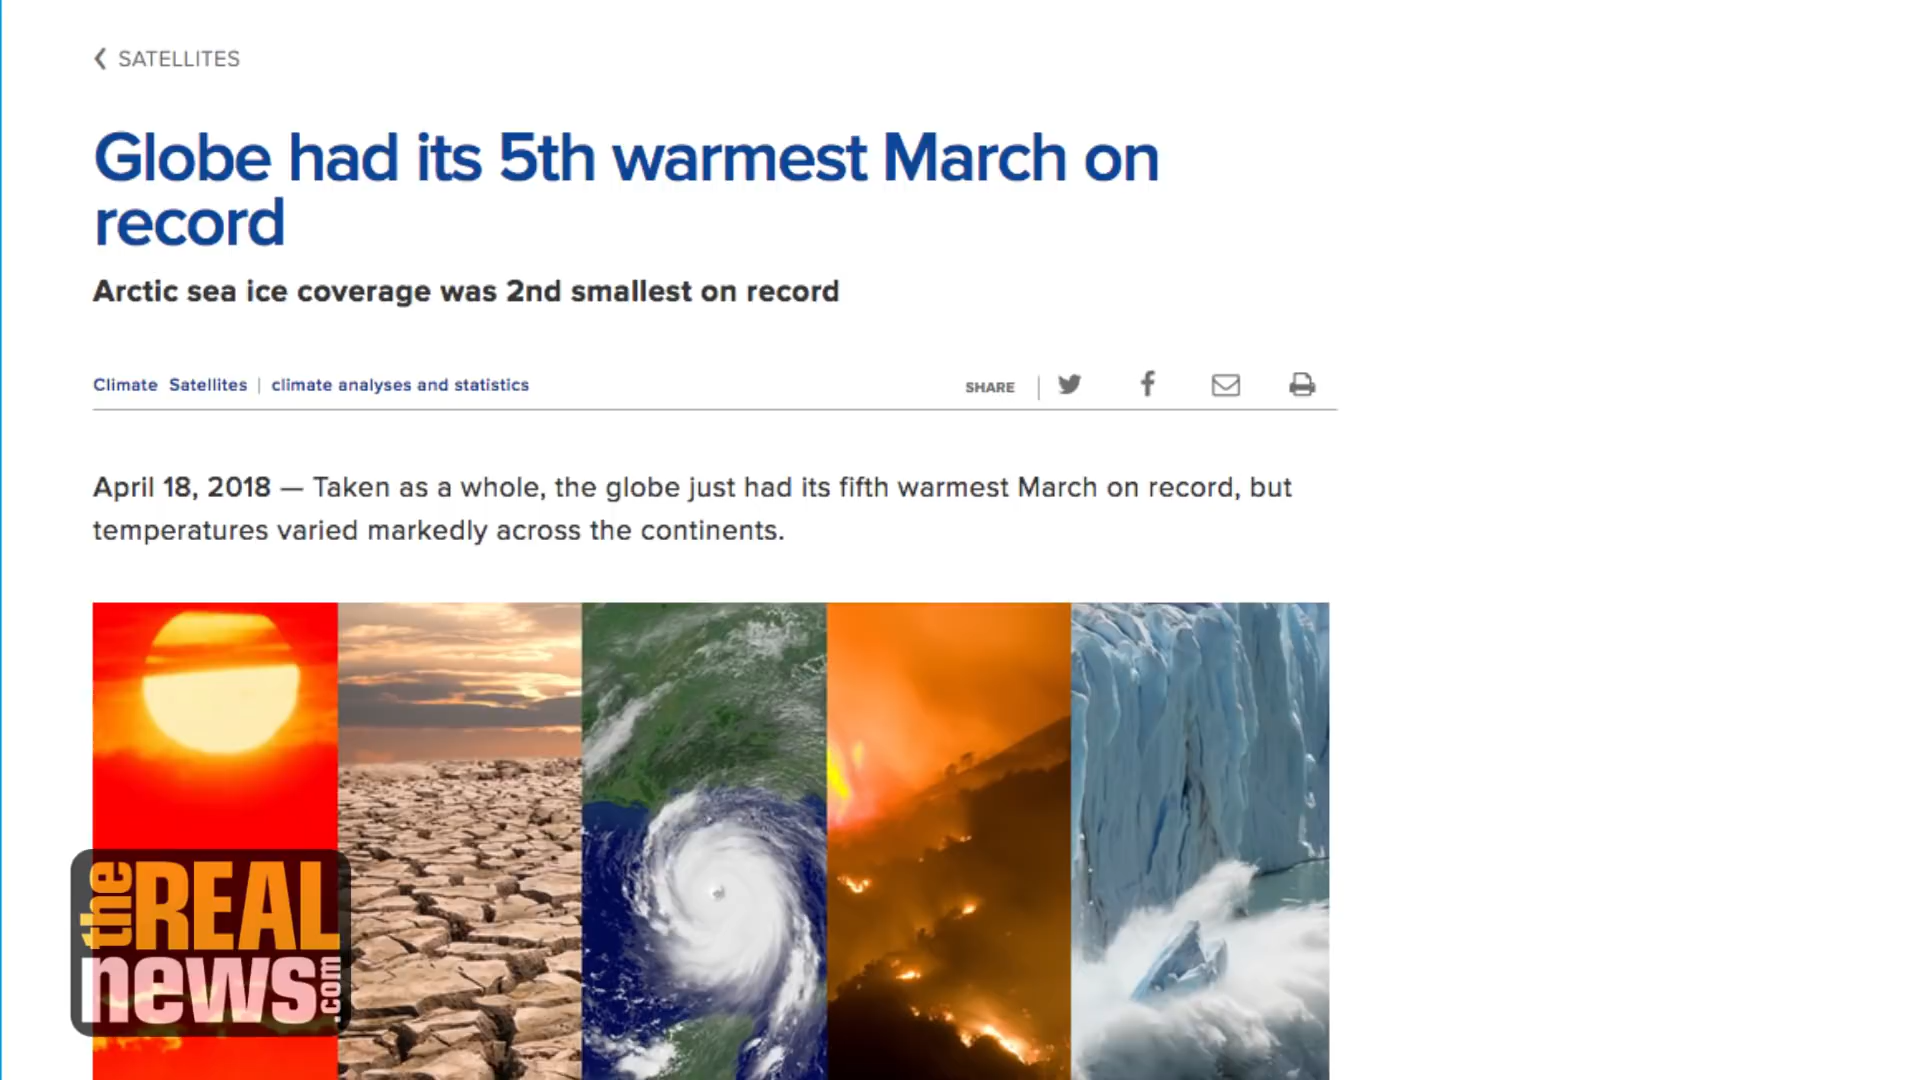 SATELLITES
Globe had its 5th warmest March on
record
Arctic sea ice coverage was 2nd smallest on record
Climate Satellites | climate analyses and statistics
SHARE
April 18, 2018 — Taken as a whole, the globe just had its fifth warmest March on record, but
temperatures varied markedly across the continents.
the REAL
news.com